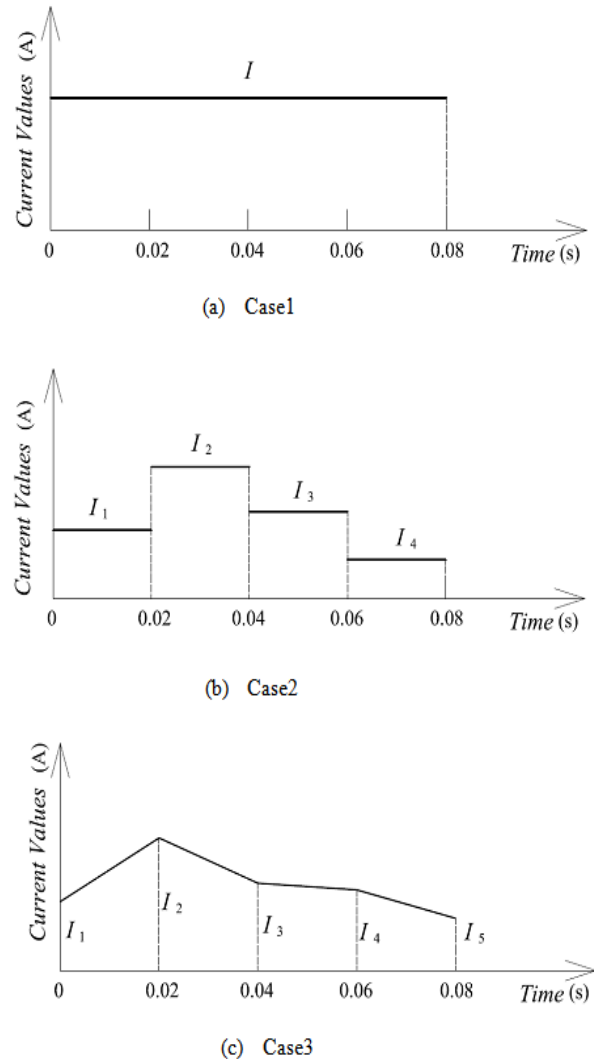 Current Values (A)
I
0 0.02 0.04 0.06 0.08
Time (s)
(a) Case1
Current Values (A)
I 2
I 3
I 1
I 4
0 0.02 0.04 0.06 0.08
Time (s)
(b) Case2
Current Values (A)
I 1 I 2 I 3 I 4 I 5
0 0.02 0.04 0.06 0.08
Time (s)
(c) Case3